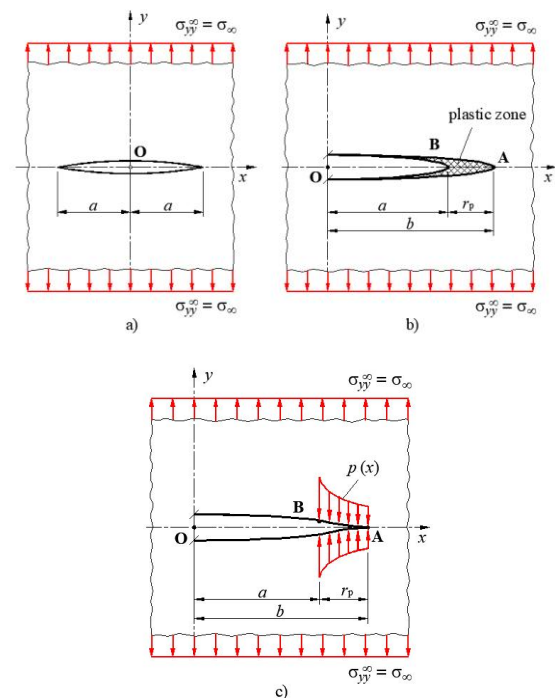 y
σ∞yy = σ∞
O
x
a a
σ∞yy = σ∞
a)
y
σ∞yy = σ∞
plastic zone
B
A
O
x
a rp
b
σ∞yy = σ∞
b)
y
σ∞yy = σ∞
p (x)
B
O
A
x
a rp
b
σ∞yy = σ∞
c)